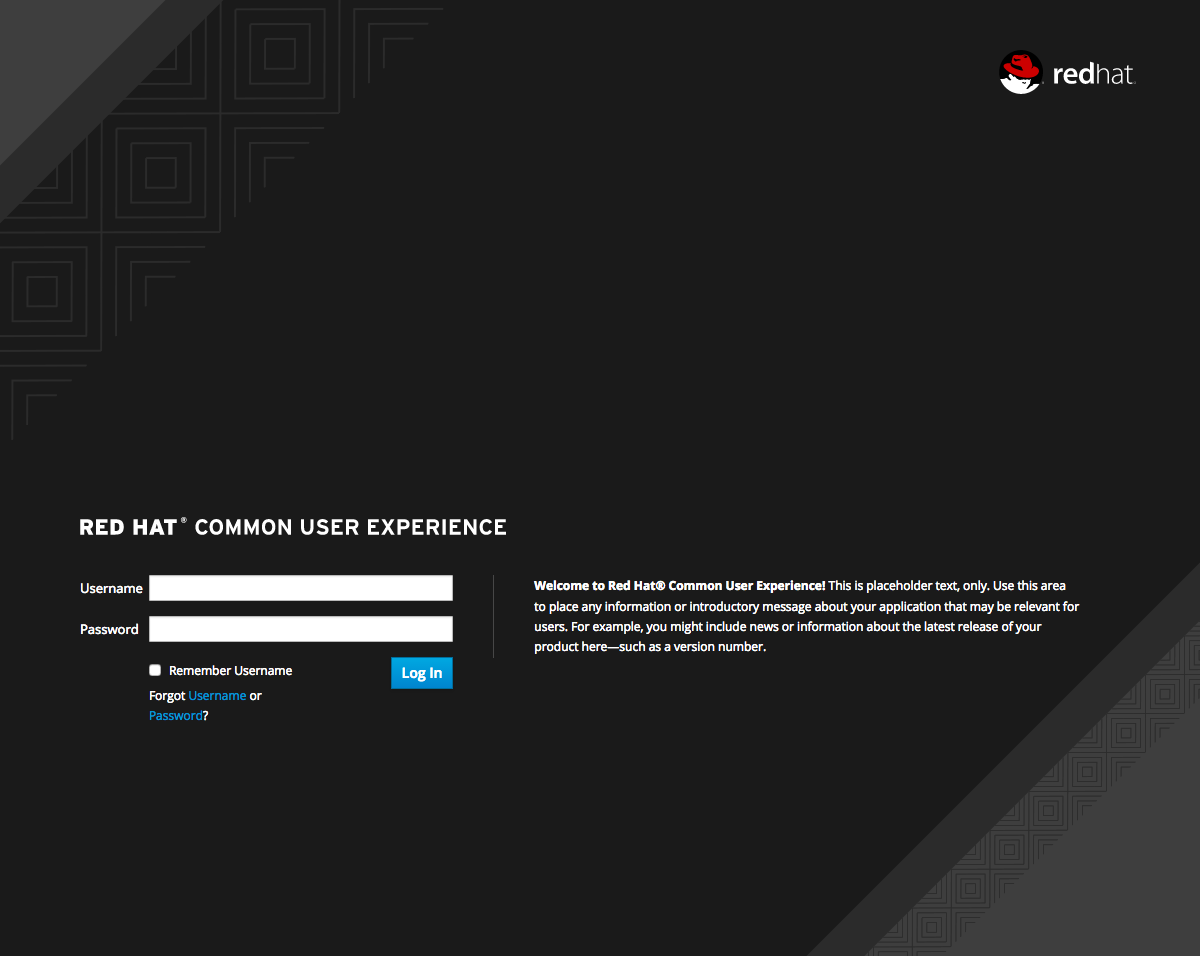 redhat.
RED HAT® COMMON USER EXPERIENCE
Username
Password
Remember Username
Log In
Forgot Username or
Password?
Welcome to Red Hat® Common User Experience! This is placeholder text, only. Use this area
to place any information or introductory message about your application that may be relevant for
users. For example, you might include news or information about the latest release of your
product here—such as a version number.